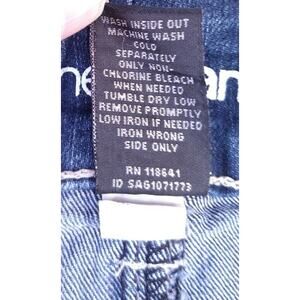 WASH INSIDE OUT
MACHINE WASH
COLD
SEPARATELY
ONLY NON-
CHLORINE BLEACH
WHEN NEEDED
TUMBLE DRY LOW
REMOVE PROMPTLY
LOW IRON IF NEEDED
IRON WRONG
SIDE ONLY
RN 118641
ID SAG1071773